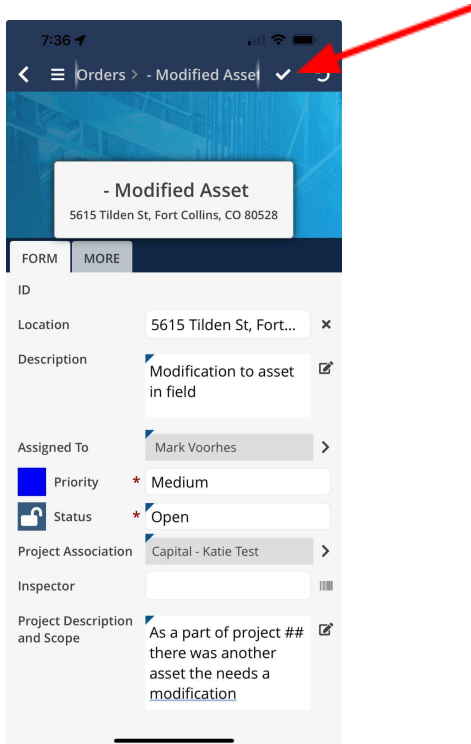 7:36
Orders > - Modified Asset
- Modified Asset
5615 Tilden St, Fort Collins, CO 80528
FORM MORE
ID
Location 5615 Tilden St, Fort...
Description Modification to asset
in field
Assigned To Mark Voorhes
Priority * Medium
Status * Open
Project Association Capital - Katie Test
Inspector
Project Description
and Scope
As a part of project ##
there was another
asset the needs a
modification